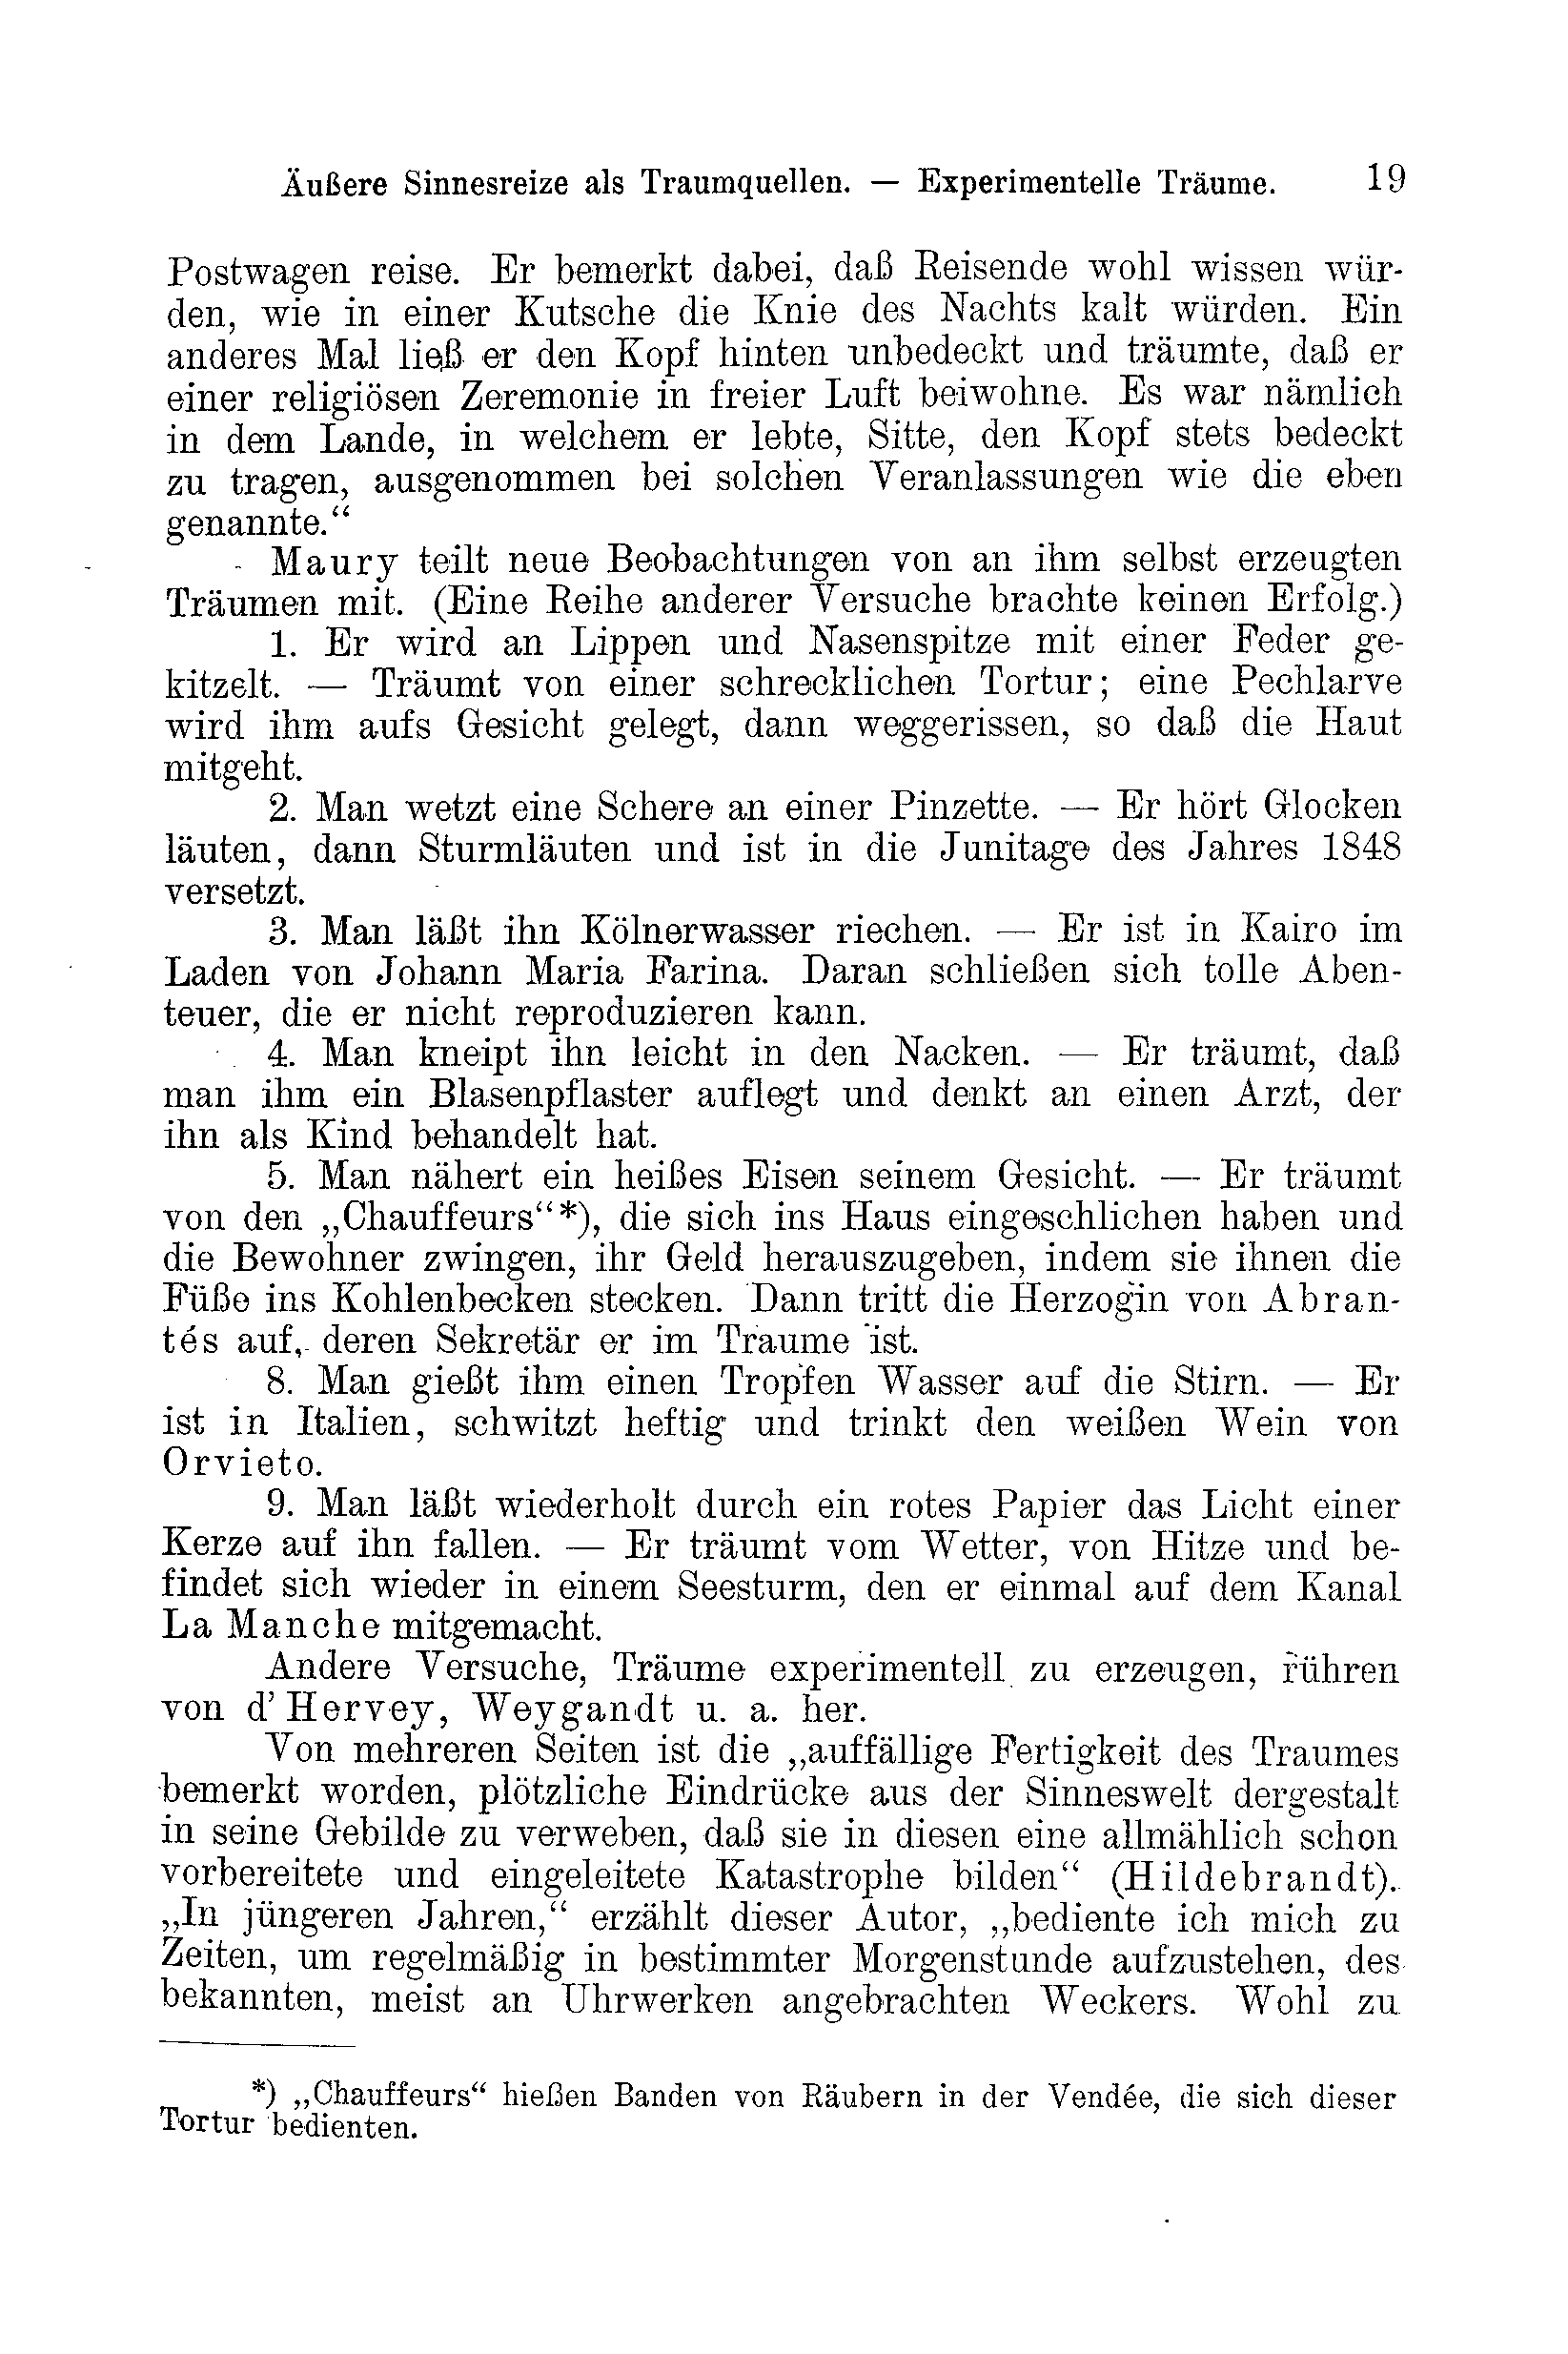 Äußere Sinnesreize als Traumquellen. — Experimentelle Träume. 19
Postwagen reise. Er bemerkt dabei, daß Reisende wohl wissen wür-
den, wie in einer Kutsche die Knie des Nachts kalt würden. Ein
anderes Mal ließ er den Kopf hinten unbedeckt und träumte, daß er
einer religiösen Zeremonie in freier Luft beiwohne. Es war nämlich
in dem Lande, in welchem er lebte, Sitte, den Kopf stets bedeckt
zu tragen, ausgenommen bei solchen Veranlassungen wie die eben
genannte.“
Maury teilt neue Beobachtungen von an ihm selbst erzeugten
Träumen mit. (Eine Reihe anderer Versuche brachte keinen Erfolg.)
1. Er wird an Lippen und Nasenspitze mit einer Feder ge-
kitzelt. — Träumt von einer schrecklichen Tortur; eine Pechlarve
wird ihm aufs Gesicht gelegt, dann weggerissen, so daß die Haut
mitgeht.
2. Man wetzt eine Schere an einer Pinzette. — Er hört Glocken
läuten, dann Sturmläuten und ist in die Junitage des Jahres 1848
versetzt.
3. Man läßt ihn Kölnerwasser riechen. — Er ist in Kairo im
Laden von Johann Maria Farina. Daran schließen sich tolle Aben-
teuer, die er nicht reproduzieren kann.
4. Man kneipt ihn leicht in den Nacken. — Er träumt, daß
man ihm ein Blasenpflaster auflegt und denkt an einen Arzt, der
ihn als Kind behandelt hat.
5. Man nähert ein heißes Eisen seinem Gesicht. — Er träumt
von den „Chauffeurs“*), die sich ins Haus eingeschlichen haben und
die Bewohner zwingen, ihr Geld herauszugeben, indem sie ihnen die
Füße ins Kohlenbecken stecken. Dann tritt die Herzogin von Abran-
tés auf, deren Sekretär er im Traume ist.
8. Man gießt ihm einen Tropfen Wasser auf die Stirn. — Er
ist in Italien, schwitzt heftig und trinkt den weißen Wein von
Orvieto.
9. Man läßt wiederholt durch ein rotes Papier das Licht einer
Kerze auf ihn fallen. — Er träumt vom Wetter, von Hitze und be-
findet sich wieder in einem Seesturm, den er einmal auf dem Kanal
La Manche mitgemacht.
Andere Versuche, Träume experimentell zu erzeugen, rühren
von d’Hervey, Weygandt u. a. her.
Von mehreren Seiten ist die „auffällige Fertigkeit des Traumes
bemerkt worden, plötzliche Eindrücke aus der Sinneswelt dergestalt
in seine Gebilde zu verweben, daß sie in diesen eine allmählich schon
vorbereitete und eingeleitete Katastrophe bilden“ (Hildebrandt).
„In jüngeren Jahren,“ erzählt dieser Autor, „bediente ich mich zu
Zeiten, um regelmäßig in bestimmter Morgenstunde aufzustehen, des
bekannten, meist an Uhrwerken angebrachten Weckers. Wohl zu
*) „Chauffeurs“ hießen Banden von Räubern in der Vendée, die sich dieser
Tortur bedienten.